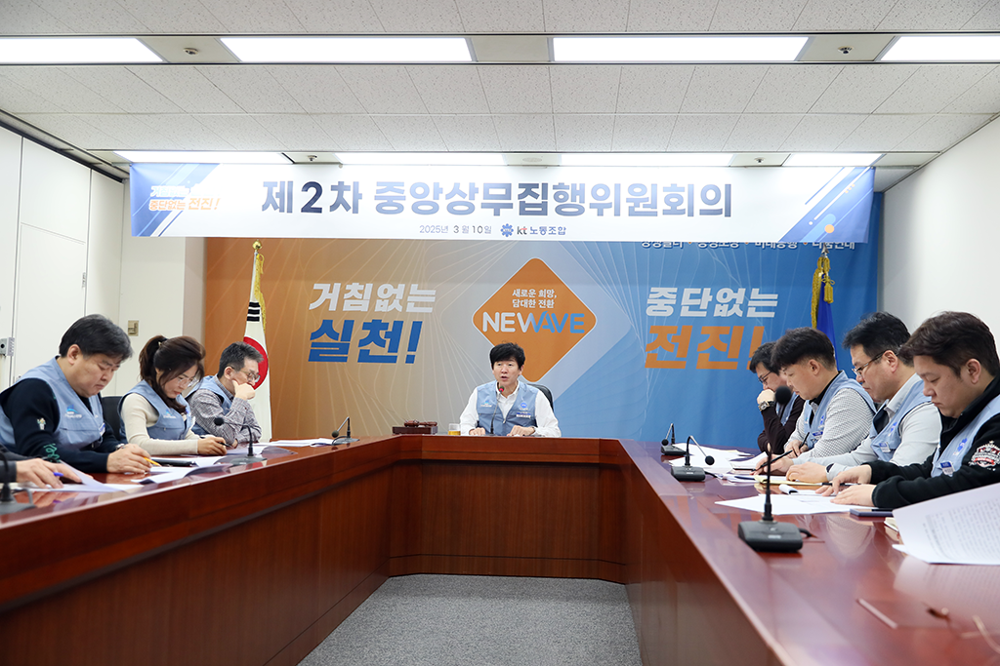 중단없는 전진!
제2차 중앙상무집행위원회의
2025년 3월 10일 kt 노동조합
거침없는
실천!
새로운 희망,
담대한 전환
NEWAVE
중단없는
전진!